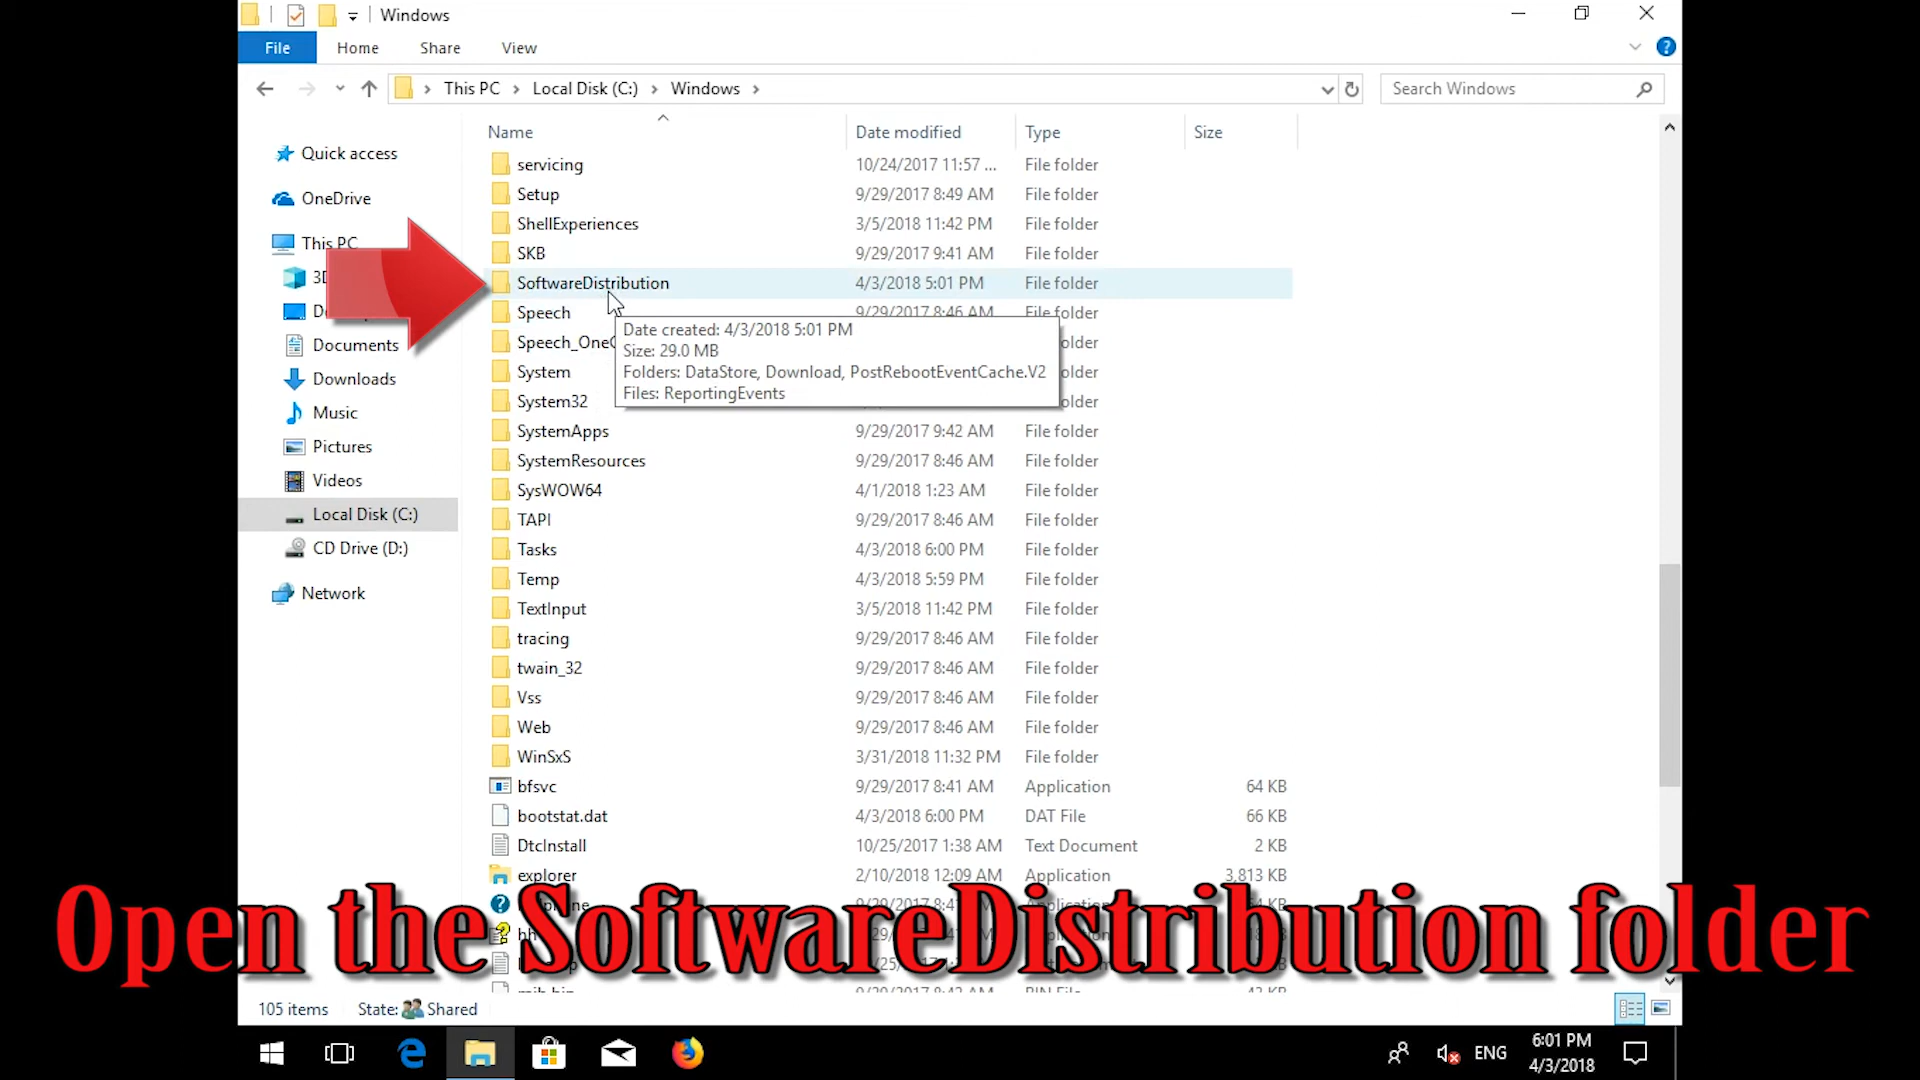 Windows
File Home Share View
This PC Local Disk (C:) Windows
Search Windows
Name Date modified Type Size
Quick access
OneDrive
This PC
3D
Documents
Downloads
Music
Pictures
Videos
Local Disk (C:)
CD Drive (D:)
Network
servicing 10/24/2017 11:57 ... File folder
Setup 9/29/2017 8:49 AM File folder
ShellExperiences 3/5/2018 11:42 PM File folder
SKB 9/29/2017 9:41 AM File folder
SoftwareDistribution 4/3/2018 5:01 PM File folder
Speech 9/29/2017 8:46 AM File folder
Date created: 4/3/2018 5:01 PM
Size: 29.0 MB
Folders: DataStore, Download, PostRebootEventCache.V2
Files: ReportingEvents
System
System32
SystemApps 9/29/2017 9:42 AM File folder
SystemResources 9/29/2017 8:46 AM File folder
SysWOW64 4/1/2018 1:23 AM File folder
TAPI 9/29/2017 8:46 AM File folder
Tasks 4/3/2018 6:00 PM File folder
Temp 4/3/2018 5:59 PM File folder
TextInput 3/5/2018 11:42 PM File folder
tracing 9/29/2017 8:46 AM File folder
twain_32 9/29/2017 8:46 AM File folder
Vss 9/29/2017 8:46 AM File folder
Web 9/29/2017 8:46 AM File folder
WinSxS 3/31/2018 11:32 PM File folder
bfsvc 9/29/2017 8:41 AM Application 64 KB
bootstat.dat 4/3/2018 6:00 PM DAT File 66 KB
DtcInstall 10/25/2017 1:38 AM Text Document 2 KB
explorer 2/10/2018 12:09 AM Application 3,813 KB
Open the SoftwareDistribution folder
105 items State: Shared
ENG
6:01 PM
4/3/2018